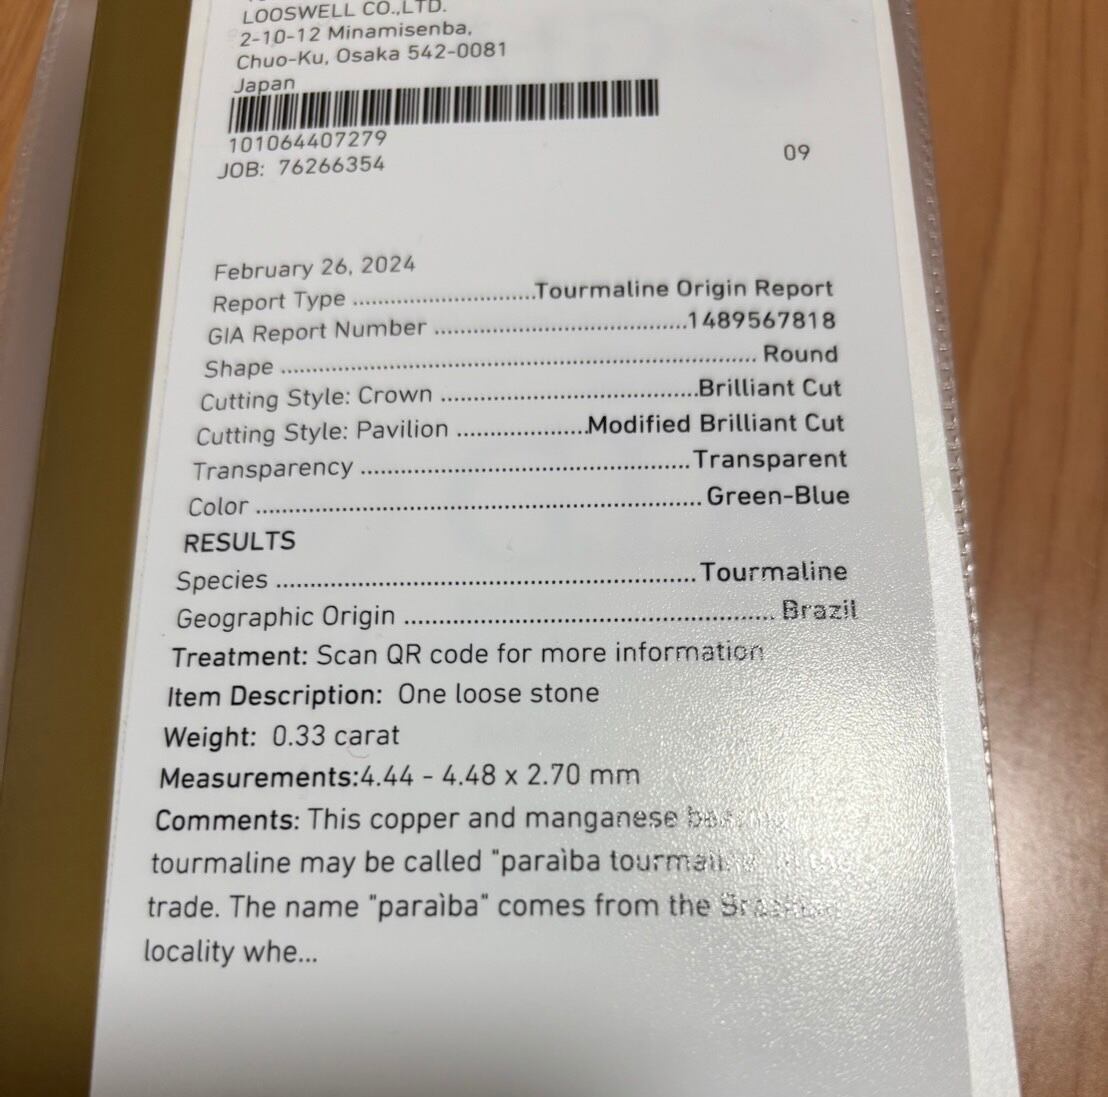 LOOSWELL CO.,LTD.
2-10-12 Minamisenba,
Chuo-Ku, Osaka 542-0081
Japan
101064407279
JOB: 76266354
09
February 26, 2024
Report Type ................................Tourmaline Origin Report
GIA Report Number ............................................1489567818
Shape .................................................................. Round
Cutting Style: Crown .............................................Brilliant Cut
Cutting Style: Pavilion .......................Modified Brilliant Cut
Transparency ..........................................................Transparent
Color .................................................................. Green-Blue
RESULTS
Species .................................................................. Tourmaline
Geographic Origin .................................................... Brazil
Treatment: Scan QR code for more information
Item Description: One loose stone
Weight: 0.33 carat
Measurements:4.44 - 4.48 x 2.70 mm
Comments: This copper and manganese
tourmaline may be called "paraìba
trade. The name "paraìba" comes from the
locality whe...